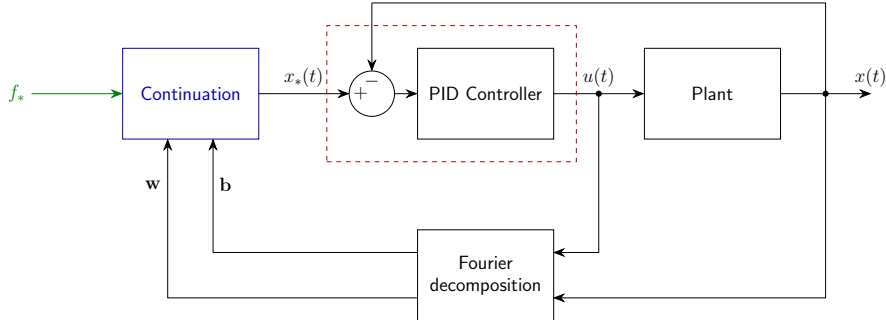 f_*
Continuation
x_*(t)
+
−
PID Controller
u(t)
Plant
x(t)
w
b
Fourier
decomposition